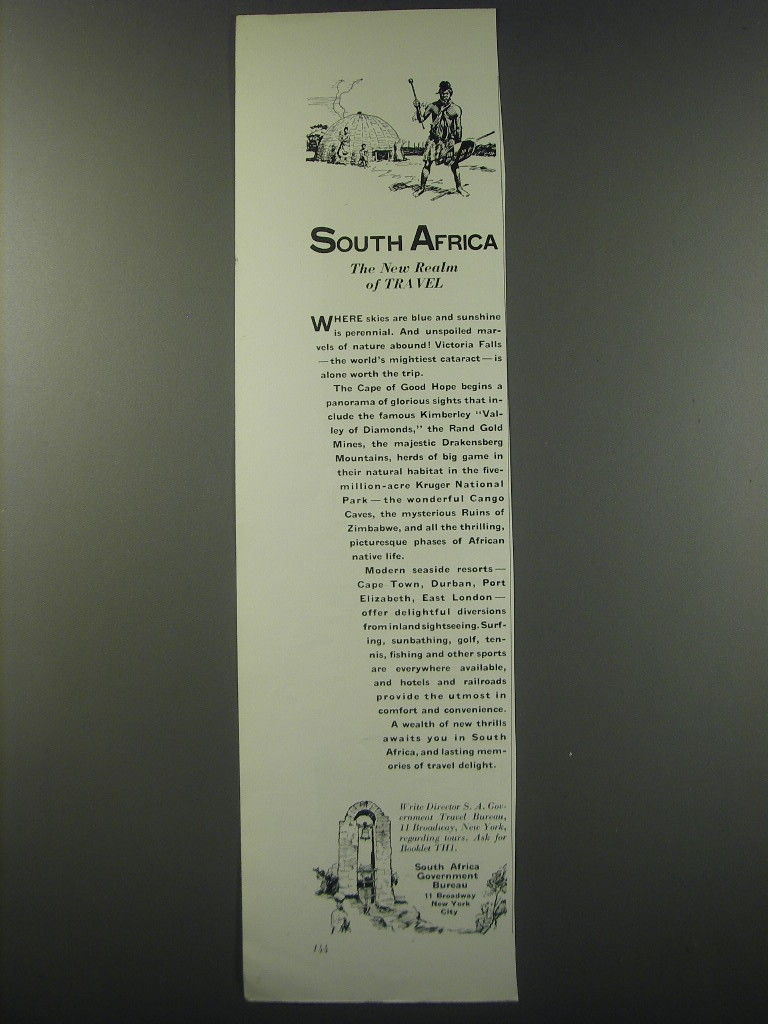 SOUTH AFRICA
The New Realm
of TRAVEL
WHERE skies are blue and sunshine
is perennial. And unspoiled mar-
vels of nature abound! Victoria Falls
—the world's mightiest cataract—is
alone worth the trip.
The Cape of Good Hope begins a
panorama of glorious sights that in-
clude the famous Kimberley "Val-
ley of Diamonds," the Rand Gold
Mines, the majestic Drakensberg
Mountains, herds of big game in
their natural habitat in the five-
million-acre Kruger National
Park—the wonderful Cango
Caves, the mysterious Ruins of
Zimbabwe, and all the thrilling,
picturesque phases of African
native life.
Modern seaside resorts—
Cape Town, Durban, Port
Elizabeth, East London—
offer delightful diversions
from inland sightseeing. Surf-
ing, sunbathing, golf, ten-
nis, fishing and other sports
are everywhere available,
and hotels and railroads
provide the utmost in
comfort and convenience.
A wealth of new thrills
awaits you in South
Africa, and lasting mem-
ories of travel delight.
Write Director S. A. Gov-
ernment Travel Bureau,
11 Broadway, New York,
regarding tours. Ask for
Booklet TH1.
South Africa
Government
Bureau
11 Broadway
New York
City
144